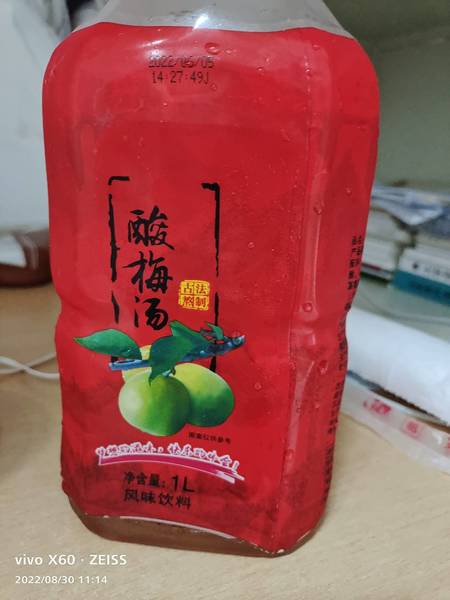 2022/05/05
14:27:49J
酸梅汤
古法
熬制
图案仅供参考
净含量: 1L
风味饮料
vivo X60 · ZEISS
2022/08/30 11:14